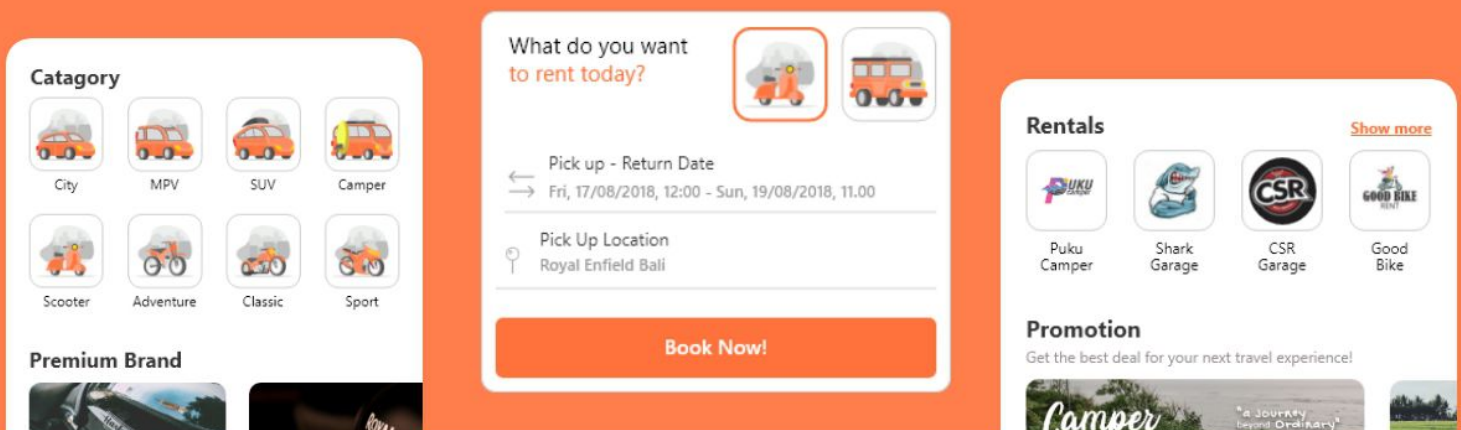 Catagory
City MPV SUV Camper
Scooter Adventure Classic Sport
Premium Brand
What do you want
to rent today?
Pick up - Return Date
Fri, 17/08/2018, 12:00 - Sun, 19/08/2018, 11.00
Pick Up Location
Royal Enfield Bali
Book Now!
Rentals Show more
PUKU
camper
CSR
GOOD BIKE
RENT
Puku Shark CSR Good
Camper Garage Garage Bike
Promotion
Get the best deal for your next travel experience!
Camper
"a Journey
beyond Ordinary"